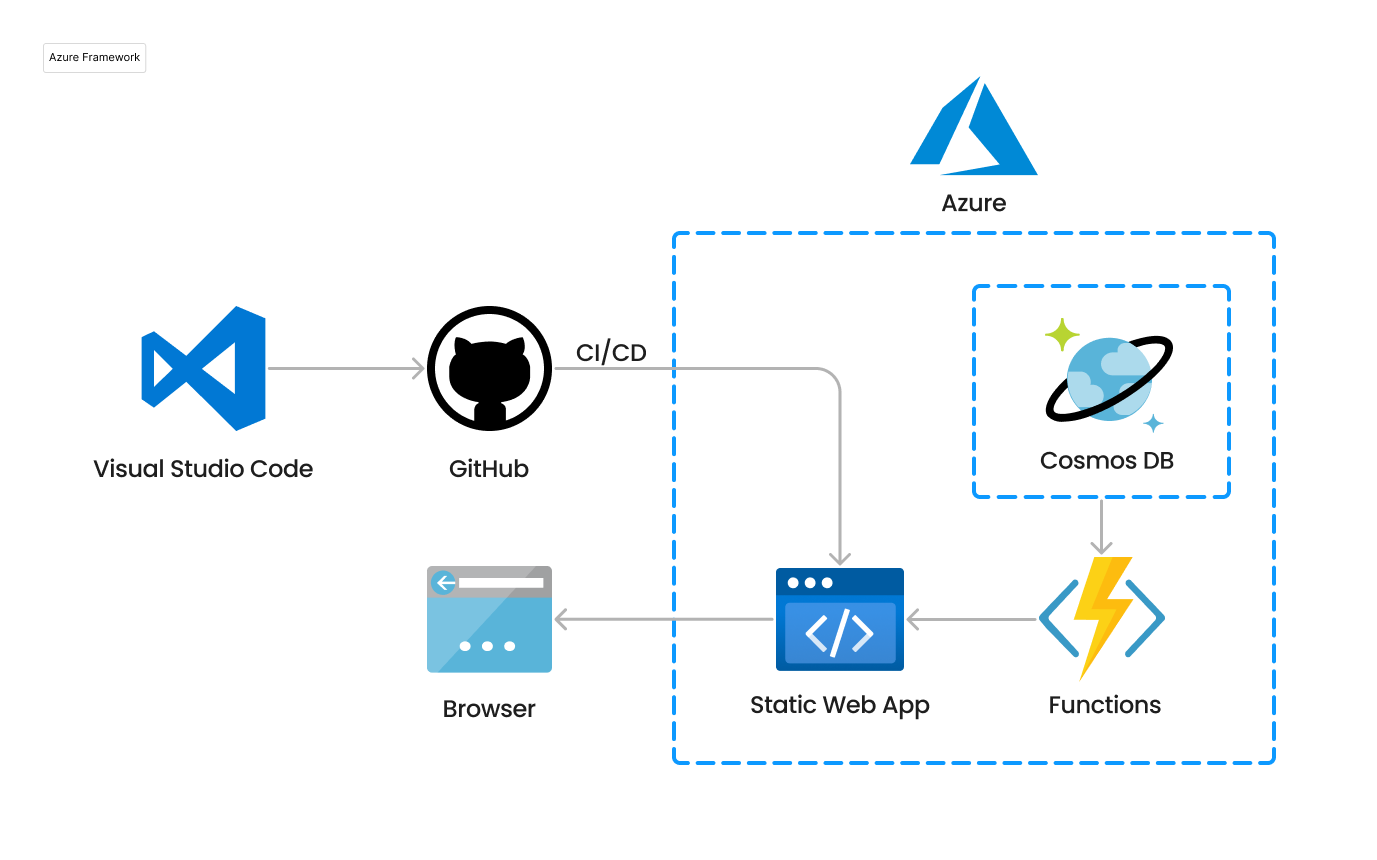 Azure Framework
Azure
CI/CD
Visual Studio Code
GitHub
Cosmos DB
Browser
Static Web App
Functions